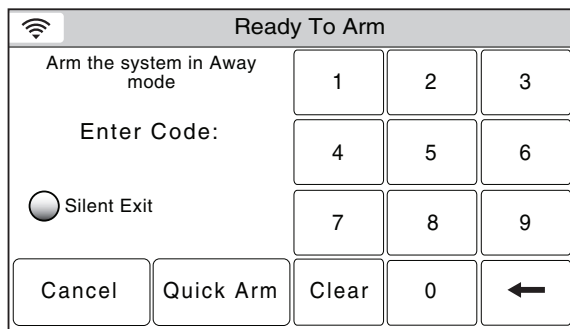 Ready To Arm
Arm the system in Away
mode
Enter Code:
Silent Exit
1 2 3
4 5 6
7 8 9
Cancel Quick Arm Clear 0